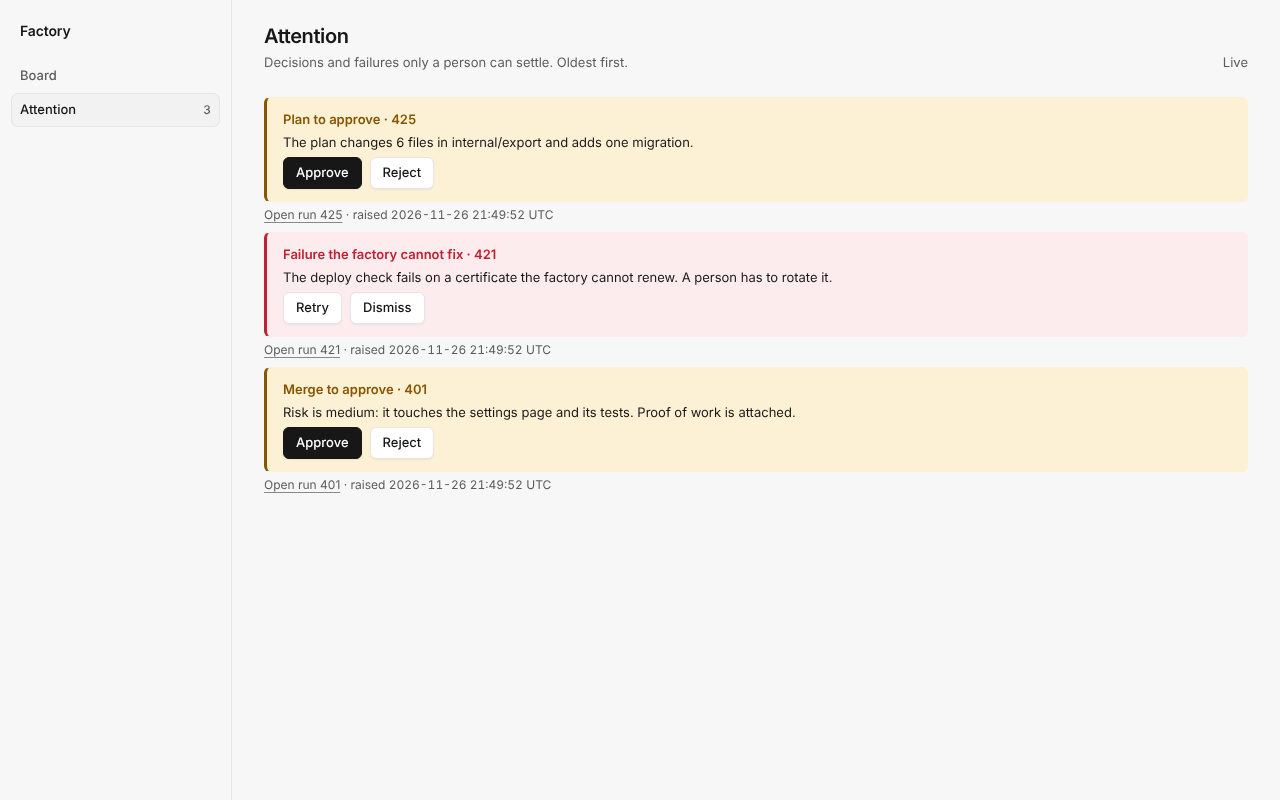 Factory
Board
Attention 3
Attention
Decisions and failures only a person can settle. Oldest first.
Live
Plan to approve · 425
The plan changes 6 files in internal/export and adds one migration.
Approve Reject
Open run 425 · raised 2026-11-26 21:49:52 UTC
Failure the factory cannot fix · 421
The deploy check fails on a certificate the factory cannot renew. A person has to rotate it.
Retry Dismiss
Open run 421 · raised 2026-11-26 21:49:52 UTC
Merge to approve · 401
Risk is medium: it touches the settings page and its tests. Proof of work is attached.
Approve Reject
Open run 401 · raised 2026-11-26 21:49:52 UTC